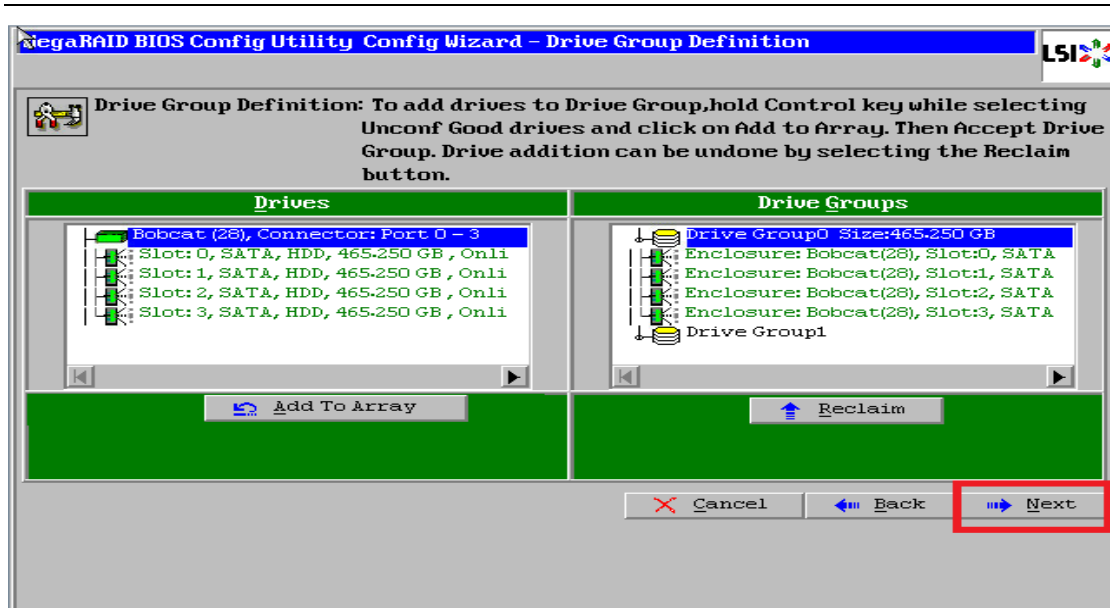 MegaRAID BIOS Config Utility Config Wizard – Drive Group Definition
LSI
Drive Group Definition: To add drives to Drive Group,hold Control key while selecting
Unconf Good drives and click on Add to Array. Then Accept Drive
Group. Drive addition can be undone by selecting the Reclaim
button.
Drives
Drive Groups
Bobcat (28), Connector: Port 0 – 3
Slot: 0, SATA, HDD, 465.250 GB , Onli
Slot: 1, SATA, HDD, 465.250 GB , Onli
Slot: 2, SATA, HDD, 465.250 GB , Onli
Slot: 3, SATA, HDD, 465.250 GB , Onli
Drive Group0 Size:465.250 GB
Enclosure: Bobcat(28), Slot:0, SATA
Enclosure: Bobcat(28), Slot:1, SATA
Enclosure: Bobcat(28), Slot:2, SATA
Enclosure: Bobcat(28), Slot:3, SATA
Drive Group1
Add To Array
Reclaim
Cancel
Back
Next